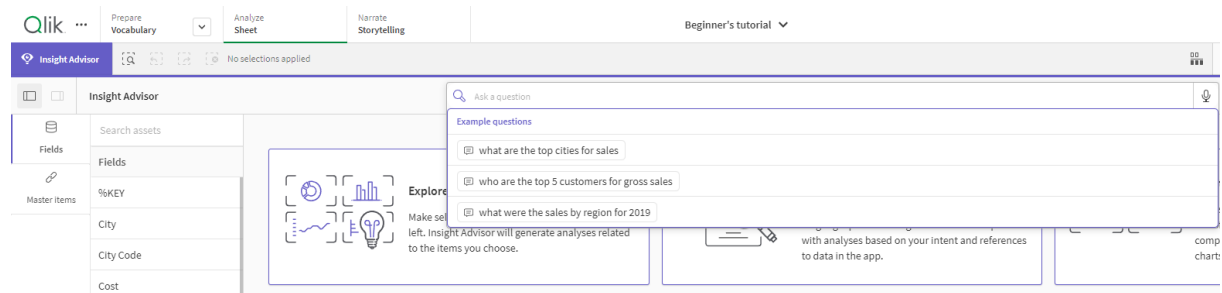 Qlik
Prepare
Vocabulary
Analyze
Sheet
Narrate
Storytelling
Beginner's tutorial
Insight Advisor
No selections applied
Insight Advisor
Ask a question
Example questions
what are the top cities for sales
who are the top 5 customers for gross sales
what were the sales by region for 2019
Fields
Master items
Search assets
Fields
%KEY
City
City Code
Cost
Explore
Make sel
left. Insight Advisor will generate analyses related
to the items you choose.
with analyses based on your intent and references
to data in the app.
comp
charts